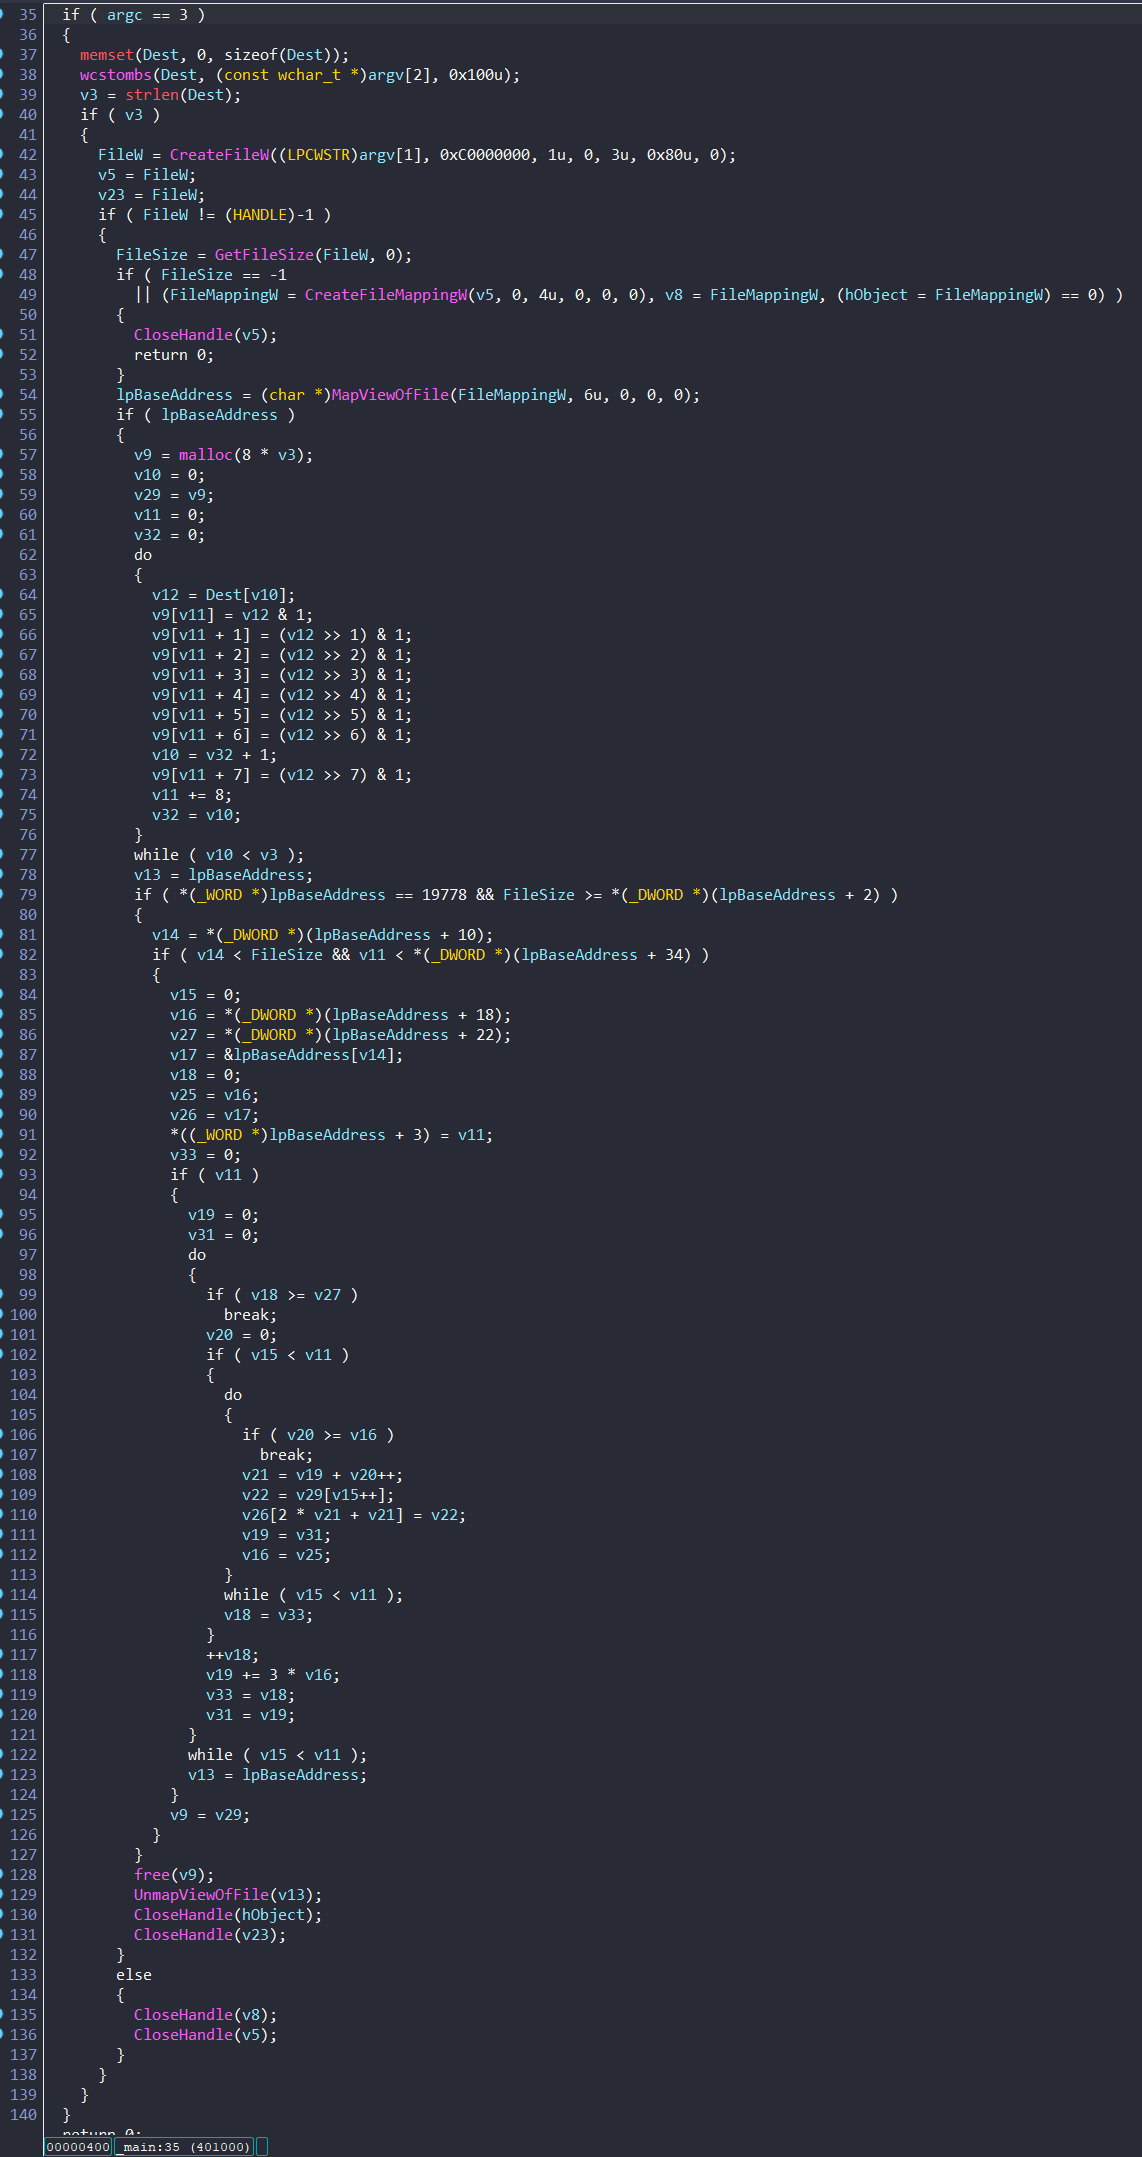 35 if ( argc == 3 )
36 {
37 memset(Dest, 0, sizeof(Dest));
38 wcstombs(Dest, (const wchar_t *)argv[2], 0x100u);
39 v3 = strlen(Dest);
40 if ( v3 )
41 {
42 FileW = CreateFileW((LPCWSTR)argv[1], 0xC0000000, 1u, 0, 3u, 0x80u, 0);
43 v5 = FileW;
44 v23 = FileW;
45 if ( FileW != (HANDLE)-1 )
46 {
47 FileSize = GetFileSize(FileW, 0);
48 if ( FileSize == -1
49 || (FileMappingW = CreateFileMappingW(v5, 0, 4u, 0, 0, 0), v8 = FileMappingW, (hObject = FileMappingW) == 0) )
50 {
51 CloseHandle(v5);
52 return 0;
53 }
54 lpBaseAddress = (char *)MapViewOfFile(FileMappingW, 6u, 0, 0, 0);
55 if ( lpBaseAddress )
56 {
57 v9 = malloc(8 * v3);
58 v10 = 0;
59 v29 = v9;
60 v11 = 0;
61 v32 = 0;
62 do
63 {
64 v12 = Dest[v10];
65 v9[v11] = v12 & 1;
66 v9[v11 + 1] = (v12 >> 1) & 1;
67 v9[v11 + 2] = (v12 >> 2) & 1;
68 v9[v11 + 3] = (v12 >> 3) & 1;
69 v9[v11 + 4] = (v12 >> 4) & 1;
70 v9[v11 + 5] = (v12 >> 5) & 1;
71 v9[v11 + 6] = (v12 >> 6) & 1;
72 v10 = v32 + 1;
73 v9[v11 + 7] = (v12 >> 7) & 1;
74 v11 += 8;
75 v32 = v10;
76 }
77 while ( v10 < v3 );
78 v13 = lpBaseAddress;
79 if ( *(_WORD *)lpBaseAddress == 19778 && FileSize >= *(_DWORD *)(lpBaseAddress + 2) )
80 {
81 v14 = *(_DWORD *)(lpBaseAddress + 10);
82 if ( v14 < FileSize && v11 < *(_DWORD *)(lpBaseAddress + 34) )
83 {
84 v15 = 0;
85 v16 = *(_DWORD *)(lpBaseAddress + 18);
86 v27 = *(_DWORD *)(lpBaseAddress + 22);
87 v17 = &lpBaseAddress[v14];
88 v18 = 0;
89 v25 = v16;
90 v26 = v17;
91 *((_WORD *)lpBaseAddress + 3) = v11;
92 v33 = 0;
93 if ( v11 )
94 {
95 v19 = 0;
96 v31 = 0;
97 do
98 {
99 if ( v18 >= v27 )
100 break;
101 v20 = 0;
102 if ( v15 < v11 )
103 {
104 do
105 {
106 if ( v20 >= v16 )
107 break;
108 v21 = v19 + v20++;
109 v22 = v29[v15++];
110 v26[2 * v21 + v21] = v22;
111 v19 = v31;
112 v16 = v25;
113 }
114 while ( v15 < v11 );
115 v18 = v33;
116 }
117 ++v18;
118 v19 += 3 * v16;
119 v33 = v18;
120 v31 = v19;
121 }
122 while ( v15 < v11 );
123 v13 = lpBaseAddress;
124 }
125 v9 = v29;
126 }
127 }
128 free(v9);
129 UnmapViewOfFile(v13);
130 CloseHandle(hObject);
131 CloseHandle(v23);
132 }
133 else
134 {
135 CloseHandle(v8);
136 CloseHandle(v5);
137 }
138 }
139 }
140 }
return 0;
00000400 _main:35 (401000)